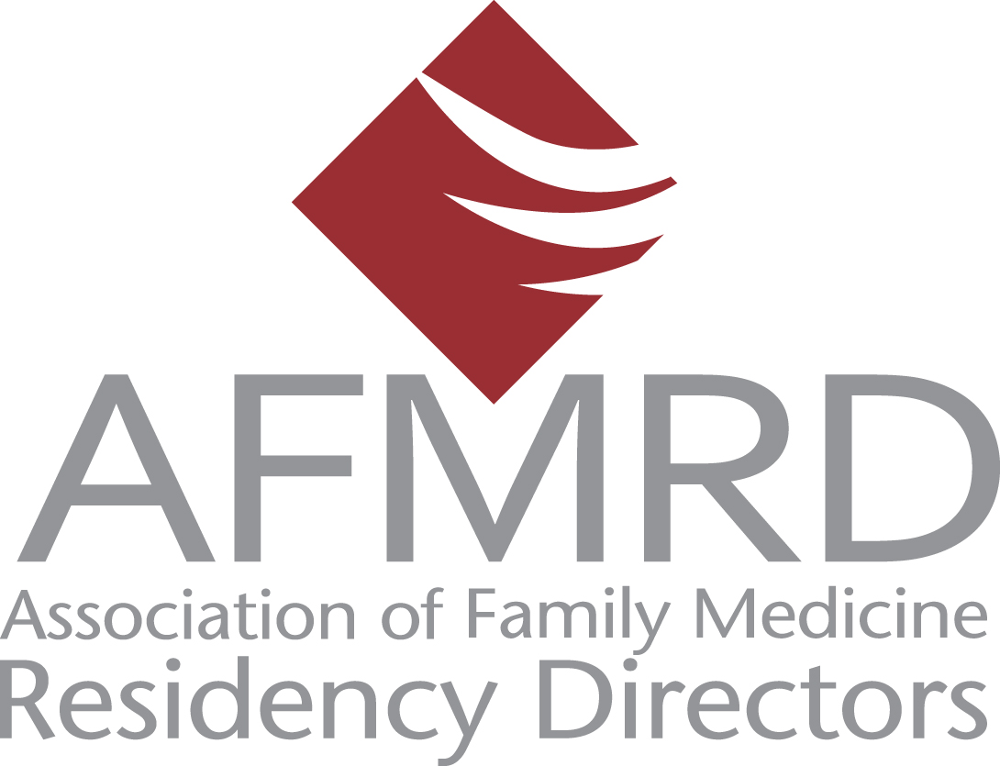 AFMRD
Association of Family Medicine
Residency Directors